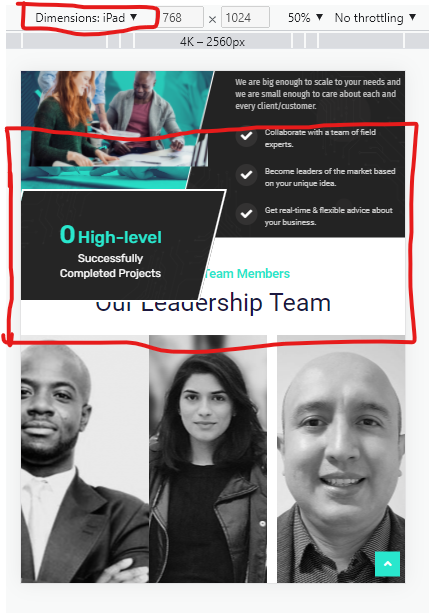 Dimensions: iPad ▼ 768 × 1024 50% ▼ No throttling ▼
4K – 2560px
We are big enough to scale to your needs and
we are small enough to care about each and
every client/customer.
Collaborate with a team of field
experts.
Become leaders of the market based
on your unique idea.
Get real-time & flexible advice about
your business.
0 High-level
Successfully
Completed Projects
Team Members
Our Leadership Team